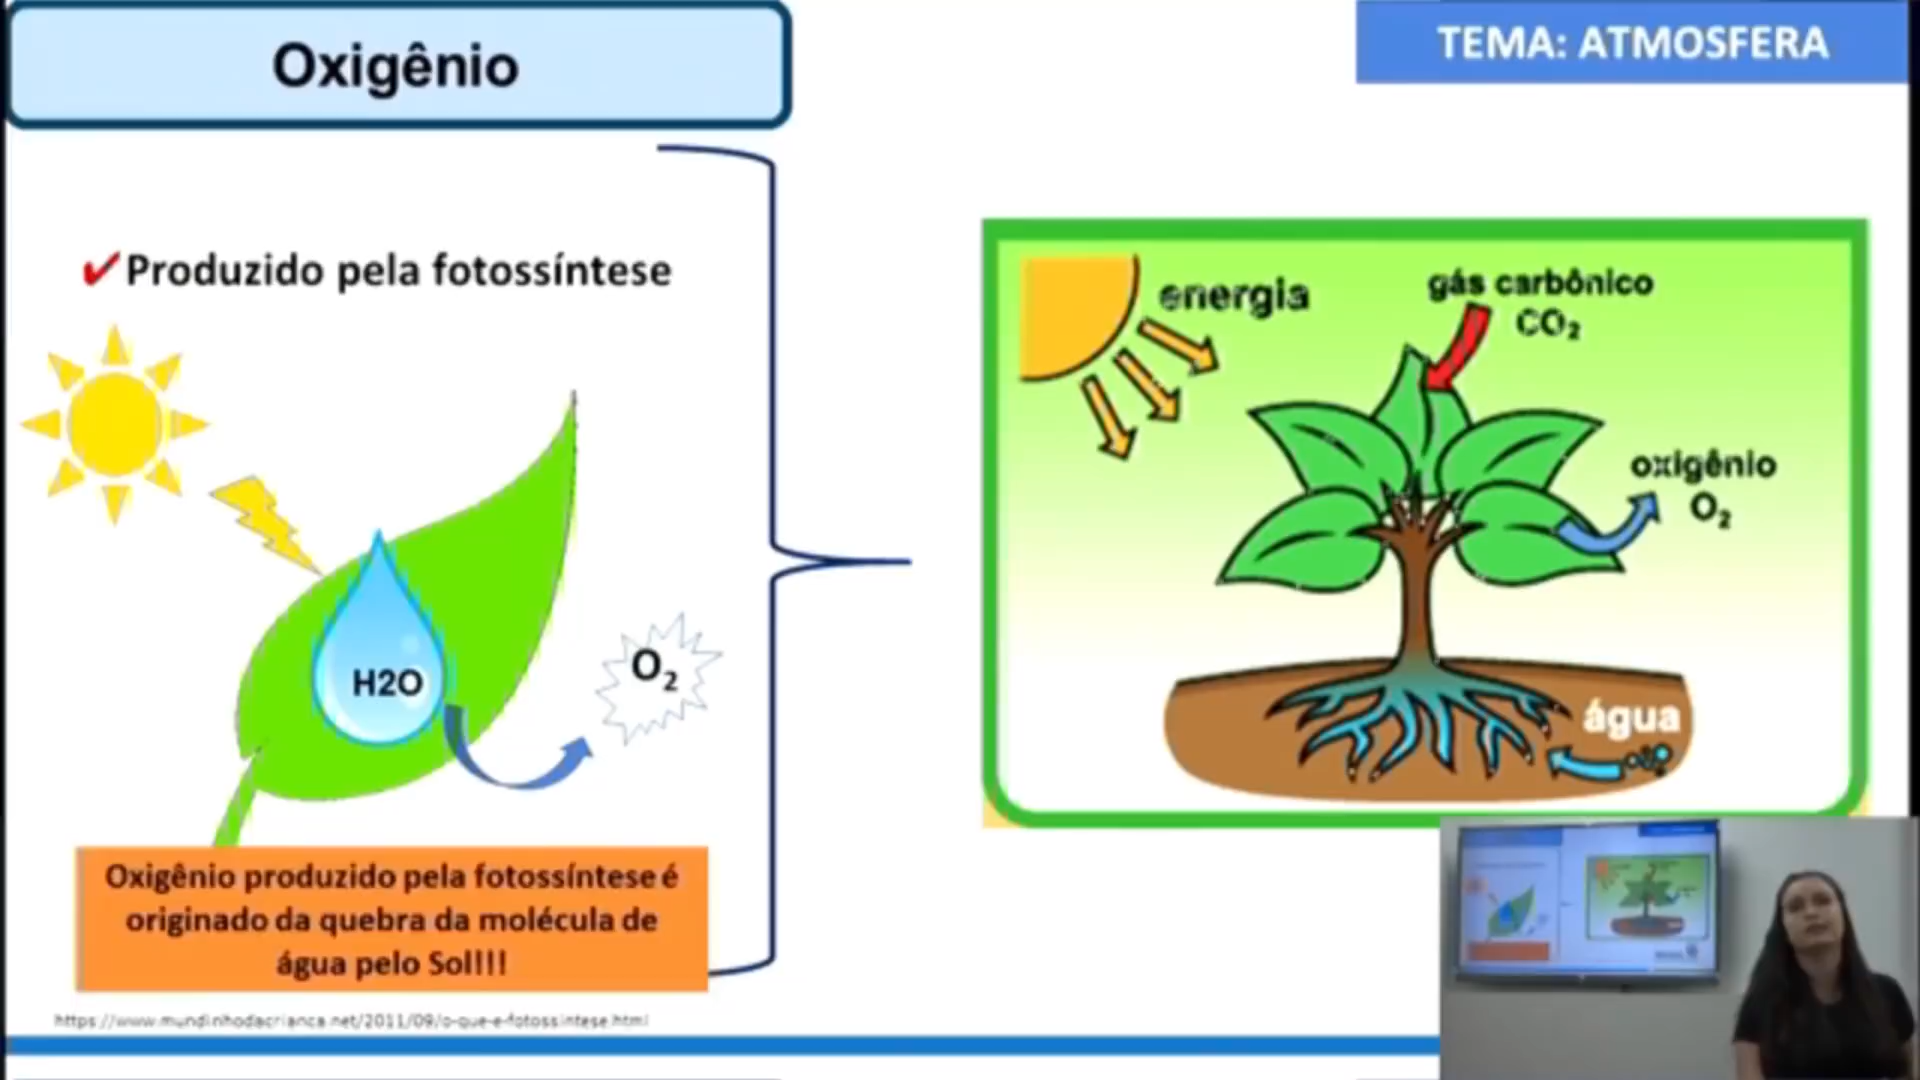 Oxigênio
TEMA: ATMOSFERA
✔Produzido pela fotossíntese
H2O
O₂
Oxigênio produzido pela fotossíntese é
originado da quebra da molécula de
água pelo Sol!!!
https://www.mundinhodacrianca.net/2011/09/o-que-e-fotossintese.html
energia
gás carbônico
CO₂
oxigênio
O₂
água